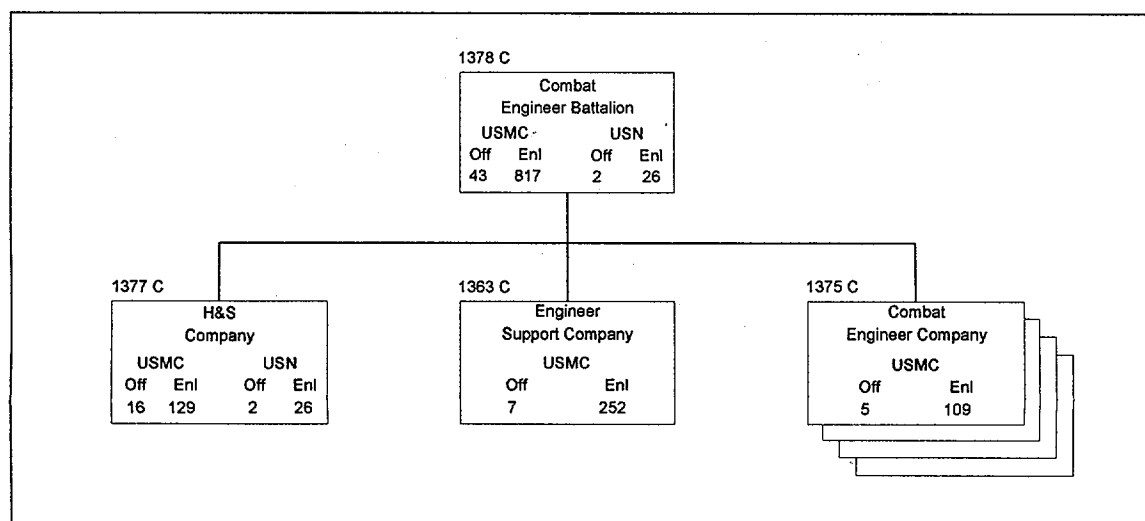 1378 C
Combat
Engineer Battalion
USMC USN
Off Enl Off Enl
43 817 2 26
1377 C
H&S
Company
USMC USN
Off Enl Off Enl
16 129 2 26
1363 C
Engineer
Support Company
USMC
Off Enl
7 252
1375 C
Combat
Engineer Company
USMC
Off Enl
5 109